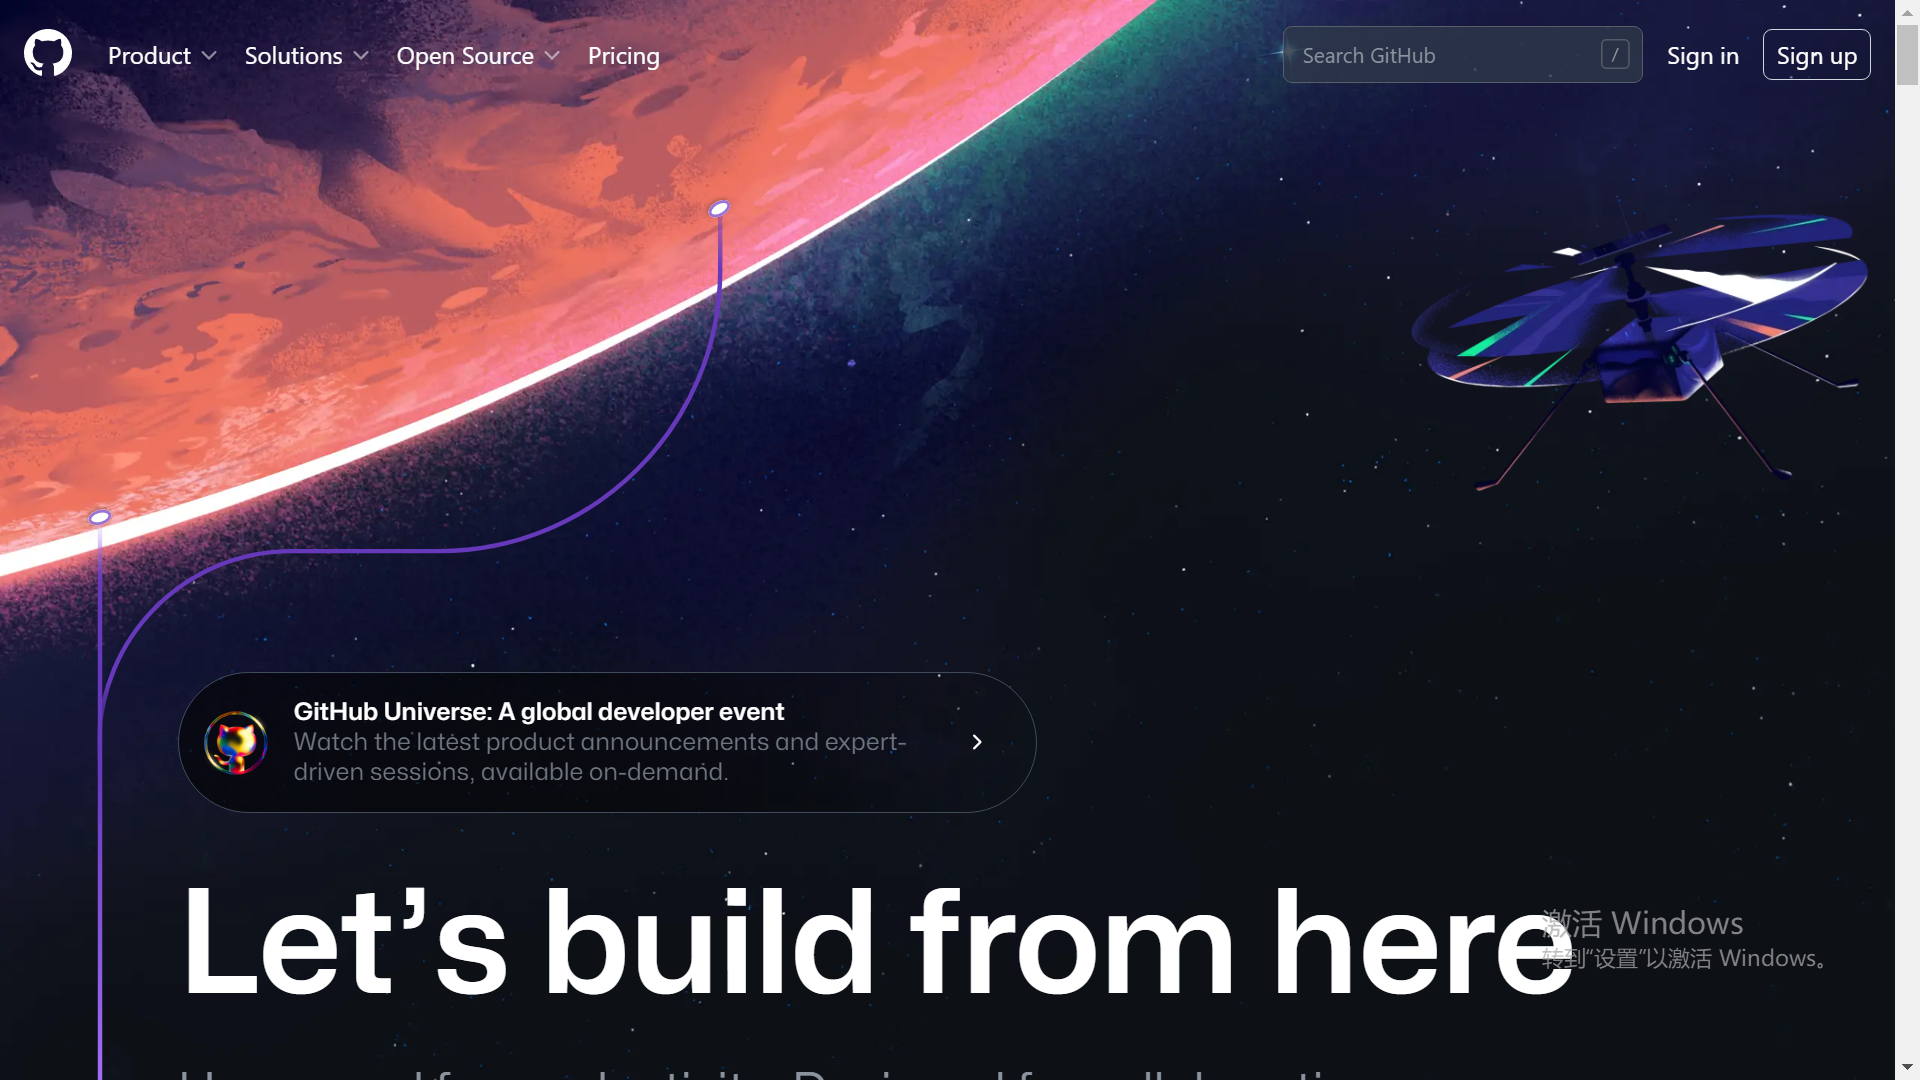 Product
Solutions
Open Source
Pricing
Search GitHub
/
Sign in
Sign up
GitHub Universe: A global developer event
Watch the latest product announcements and expert-
driven sessions, available on-demand.
Let’s build from here
激活 Windows
转到“设置”以激活 Windows。